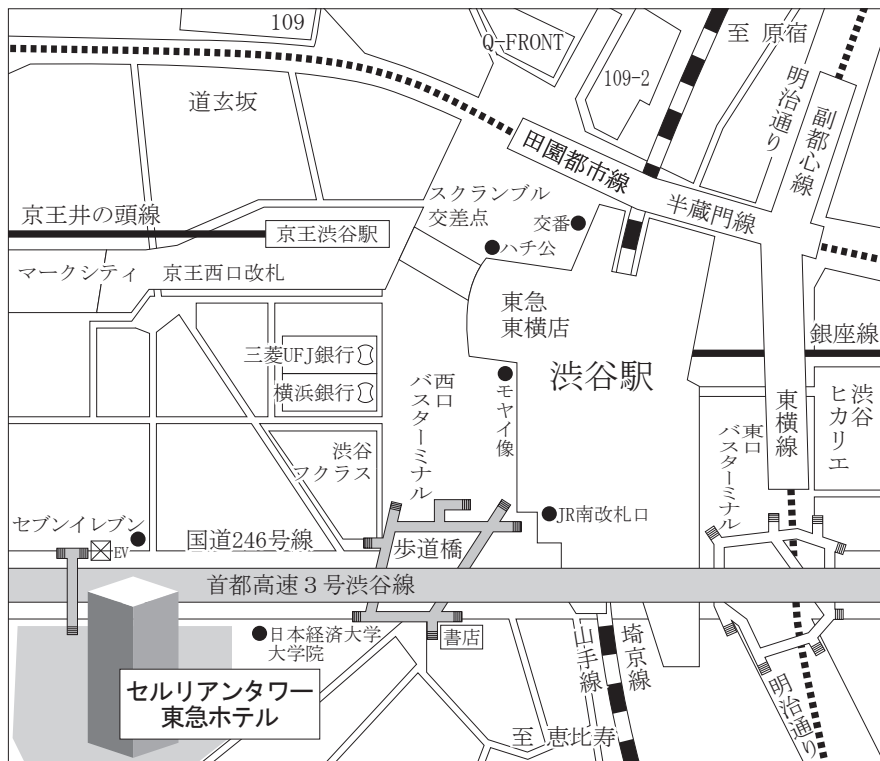 109
Q-FRONT
至 原宿
109-2
明治通り
副都心線
道玄坂
田園都市線
半蔵門線
スクランブル
交差点
交番
ハチ公
京王井の頭線
京王渋谷駅
マークシティ
京王西口改札
東急
東横店
銀座線
渋谷駅
三菱UFJ銀行
横浜銀行
西口
バスターミナル
モヤイ像
東横線
渋谷
ヒカリエ
東口
バスターミナル
渋谷
フクラス
JR南改札口
セブンイレブン
EV
国道246号線
歩道橋
首都高速3号渋谷線
日本経済大学
大学院
書店
山手線
埼京線
セルリアンタワー
東急ホテル
至 恵比寿
明治通り